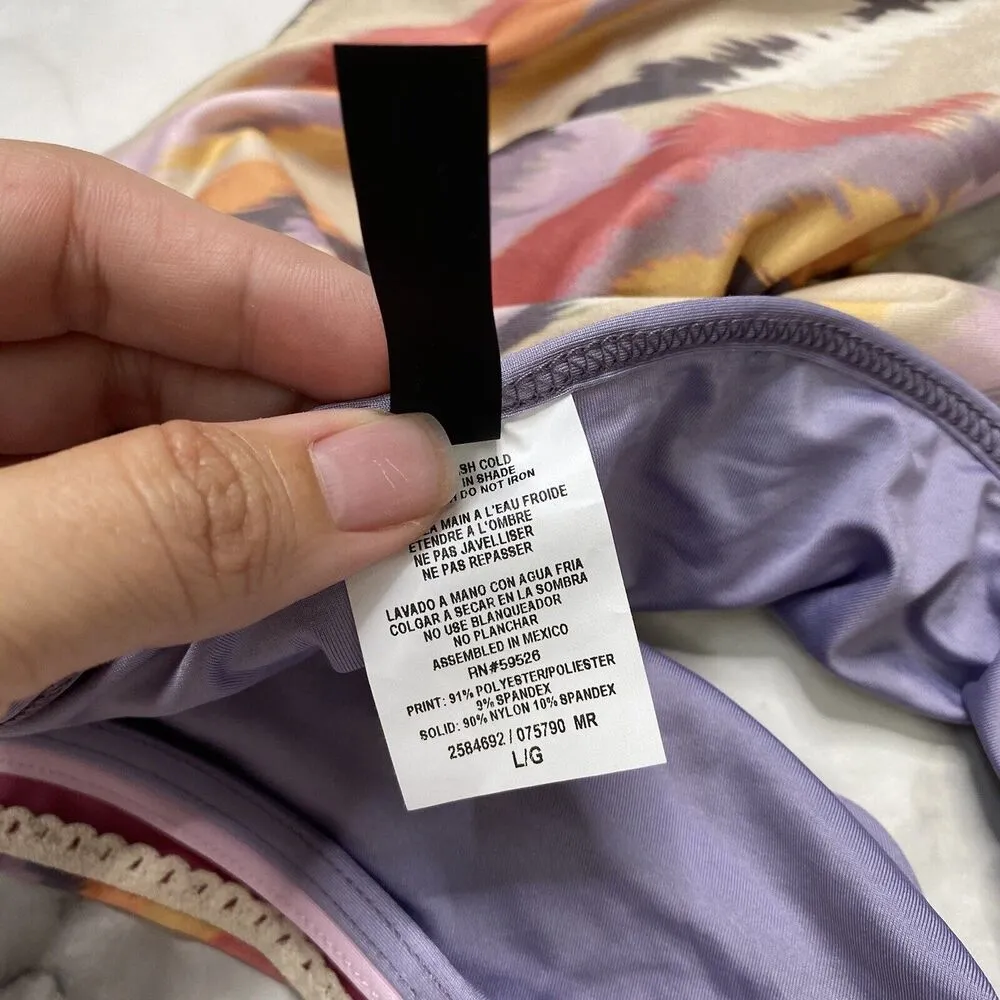 COLD
IN SHADE
DO NOT IRON
MAIN A L'EAU FROIDE
ETENDRE A L'OMBRE
NE PAS JAVELLISER
NE PAS REPASSER
LAVADO A MANO CON AGUA FRIA
COLGAR A SECAR EN LA SOMBRA
NO USE BLANQUEADOR
NO PLANCHAR
ASSEMBLED IN MEXICO
RN#59526
PRINT: 91% POLYESTER/POLIESTER
9% SPANDEX
SOLID: 90% NYLON 10% SPANDEX
2584692 / 075790 MR
L/G